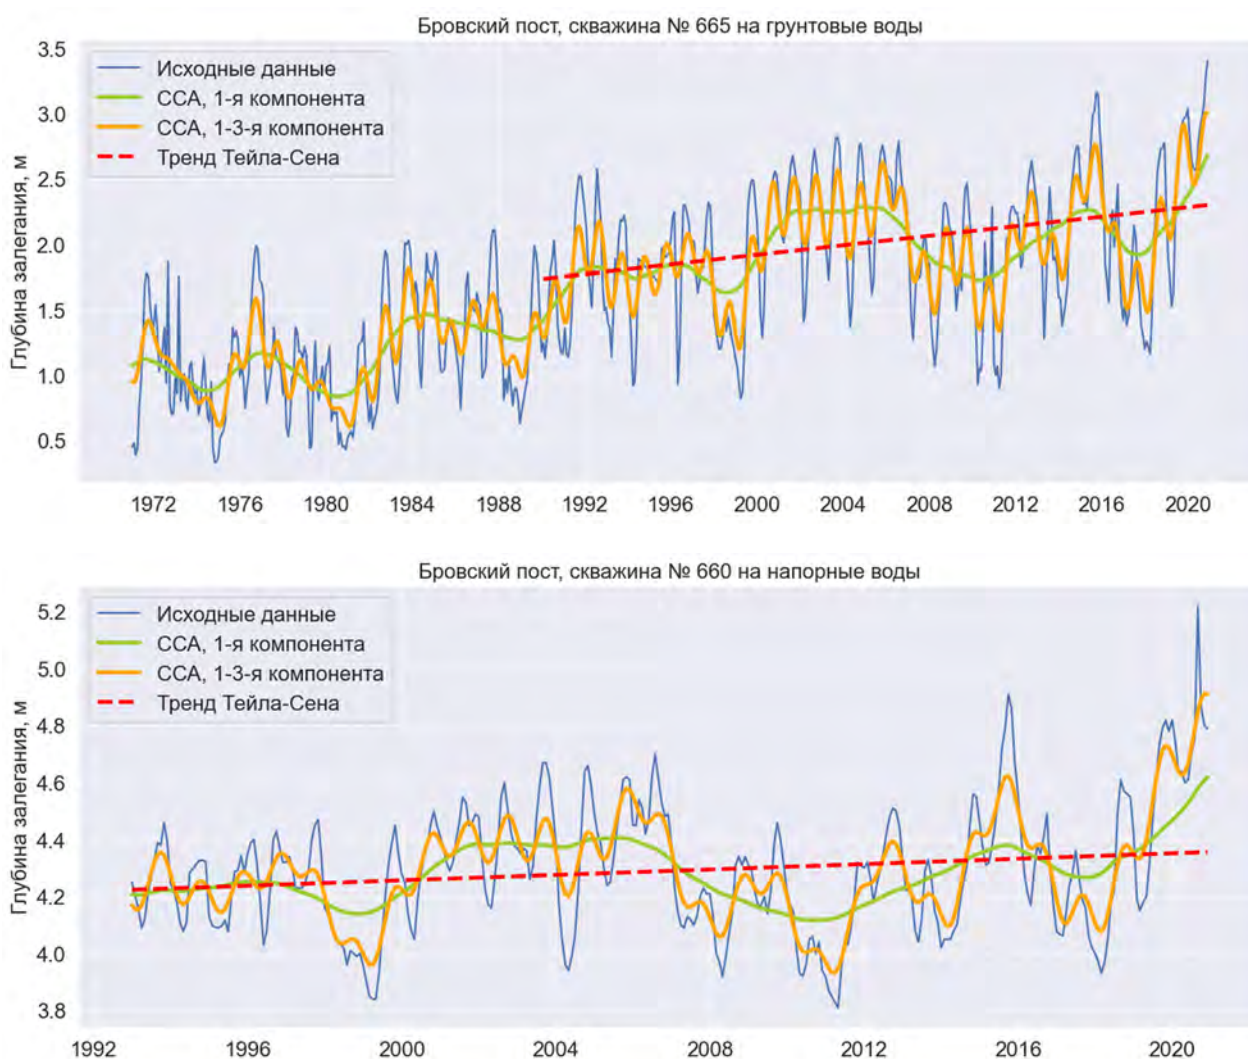 Бровский пост, скважина № 665 на грунтовые воды
Глубина залегания, м
3.5
3.0
2.5
2.0
1.5
1.0
0.5
Исходные данные
ССА, 1-я компонента
ССА, 1-3-я компонента
Тренд Тейла-Сена
1972 1976 1980 1984 1988 1992 1996 2000 2004 2008 2012 2016 2020
Бровский пост, скважина № 660 на напорные воды
Глубина залегания, м
5.2
5.0
4.8
4.6
4.4
4.2
4.0
3.8
Исходные данные
ССА, 1-я компонента
ССА, 1-3-я компонента
Тренд Тейла-Сена
1992 1996 2000 2004 2008 2012 2016 2020